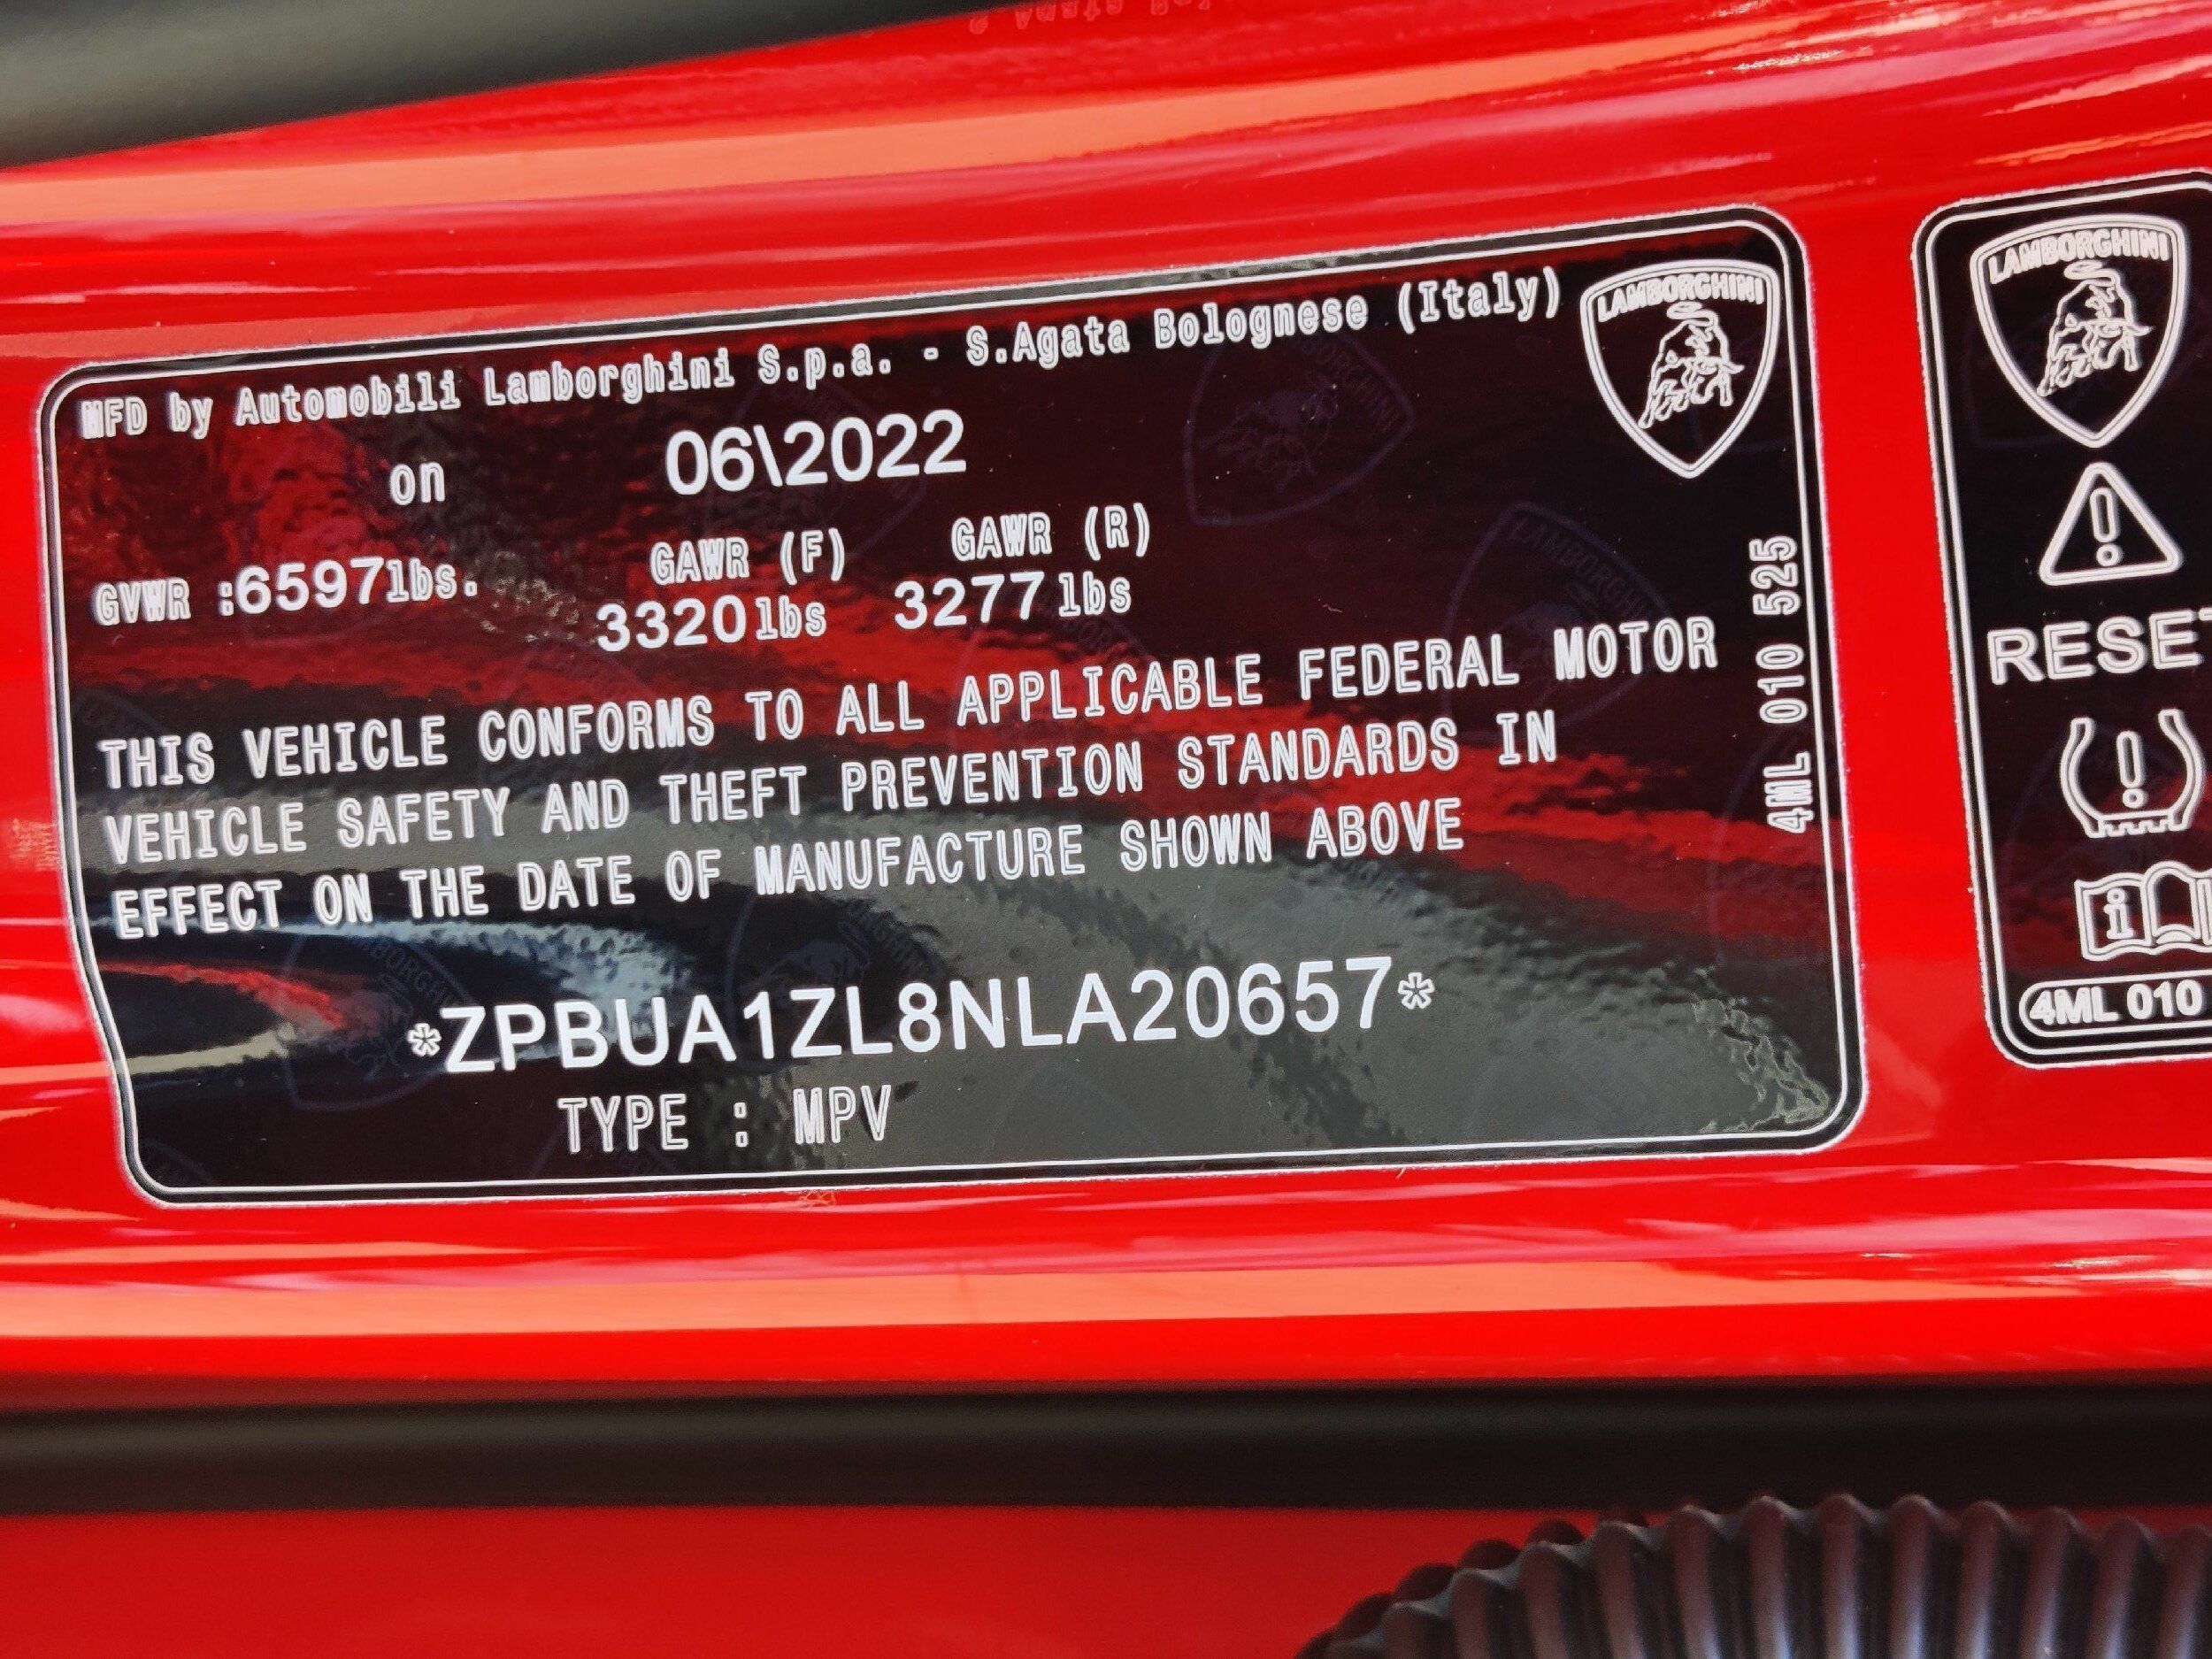 MFD by Automobili Lamborghini S.p.a. - S.Agata Bolognese (Italy)
LAMBORGHINI
on 06\2022
GVWR :6597lbs. GAWR (F) GAWR (R)
3320lbs 3277lbs
THIS VEHICLE CONFORMS TO ALL APPLICABLE FEDERAL MOTOR
VEHICLE SAFETY AND THEFT PREVENTION STANDARDS IN
EFFECT ON THE DATE OF MANUFACTURE SHOWN ABOVE
*ZPBUA1ZL8NLA20657*
TYPE : MPV
4ML 010 525
LAMBORGHINI
RESET
4ML 010